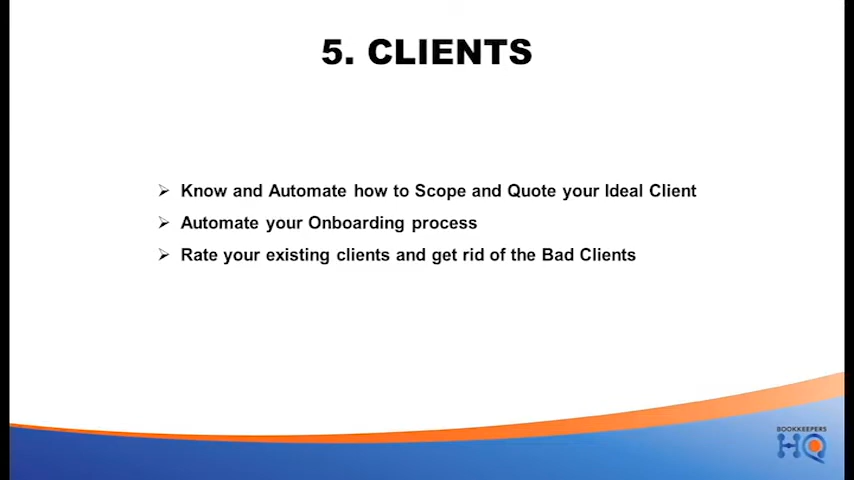 5. CLIENTS
Know and Automate how to Scope and Quote your Ideal Client
Automate your Onboarding process
Rate your existing clients and get rid of the Bad Clients
BOOKKEEPERS
HQ